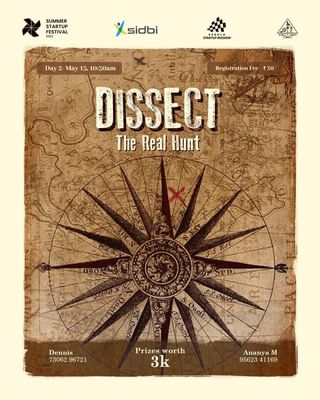 SUMMER
STARTUP
FESTIVAL
sidbi
KERALA
STARTUP MISSION
Day 2 May 15, 10:30am
Registration Fee ₹50
DISSECT
The Real Hunt
Dennis
73062 96721
Prizes worth
3k
Ananya M
95623 41169